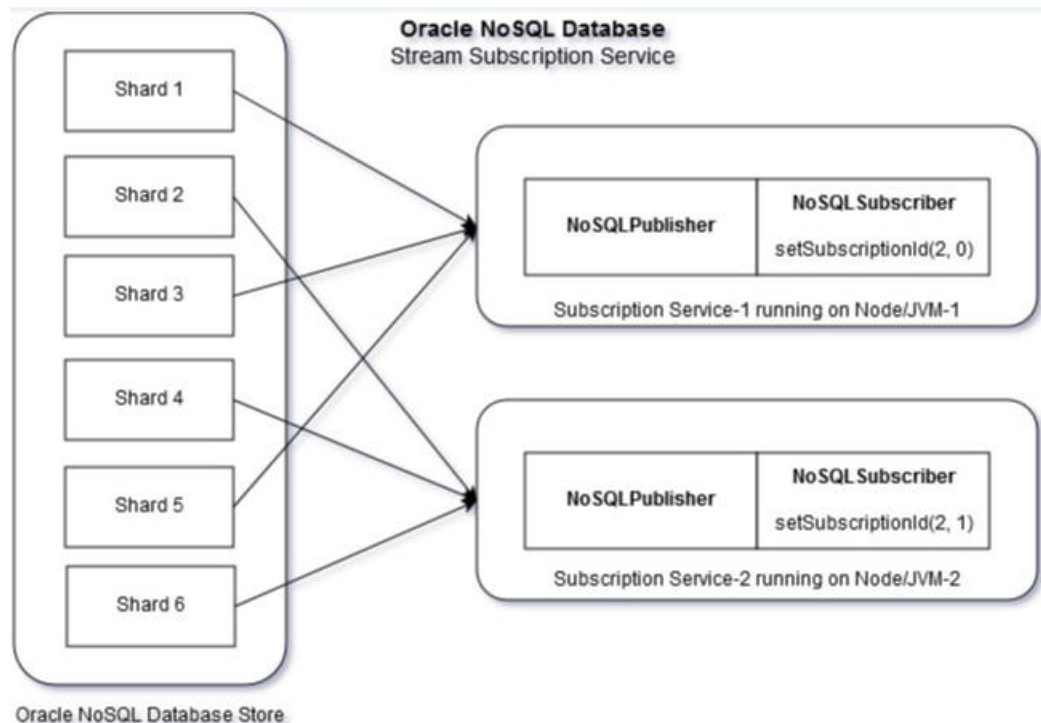 Oracle NoSQL Database
Stream Subscription Service
Shard 1
Shard 2
Shard 3
Shard 4
Shard 5
Shard 6
Oracle NoSQL Database Store
NoSQLPublisher
NoSQLSubscriber
setSubscriptionId(2, 0)
Subscription Service-1 running on Node/JVM-1
NoSQLPublisher
NoSQLSubscriber
setSubscriptionId(2, 1)
Subscription Service-2 running on Node/JVM-2